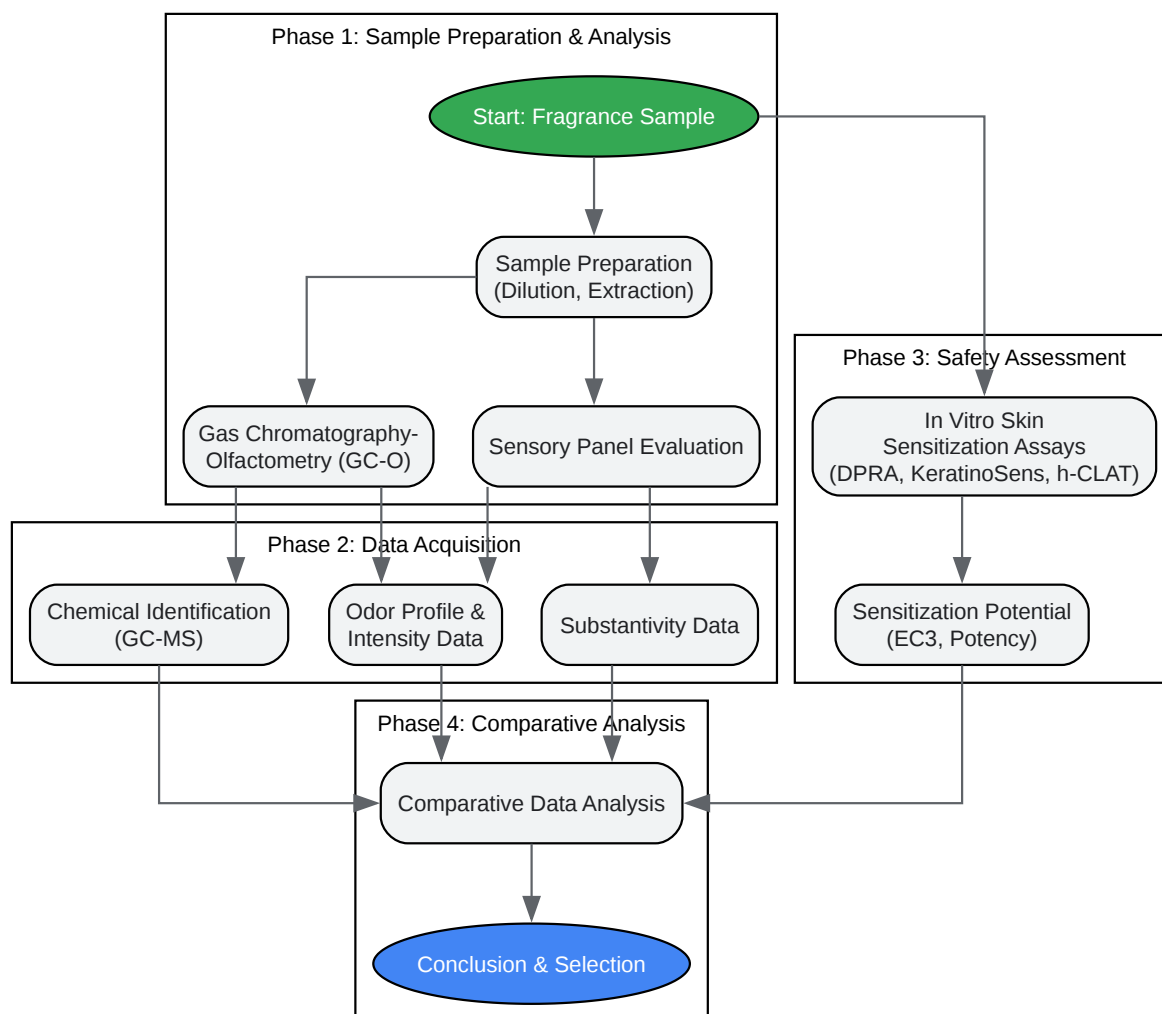 Phase 1: Sample Preparation & Analysis
Start: Fragrance Sample
Sample Preparation
(Dilution, Extraction)
Gas Chromatography-
Olfactometry (GC-O)
Sensory Panel Evaluation
Phase 3: Safety Assessment
In Vitro Skin
Sensitization Assays
(DPRA, KeratinoSens, h-CLAT)
Sensitization Potential
(EC3, Potency)
Phase 2: Data Acquisition
Chemical Identification
(GC-MS)
Odor Profile &
Intensity Data
Substantivity Data
Phase 4: Comparative Analysis
Comparative Data Analysis
Conclusion & Selection